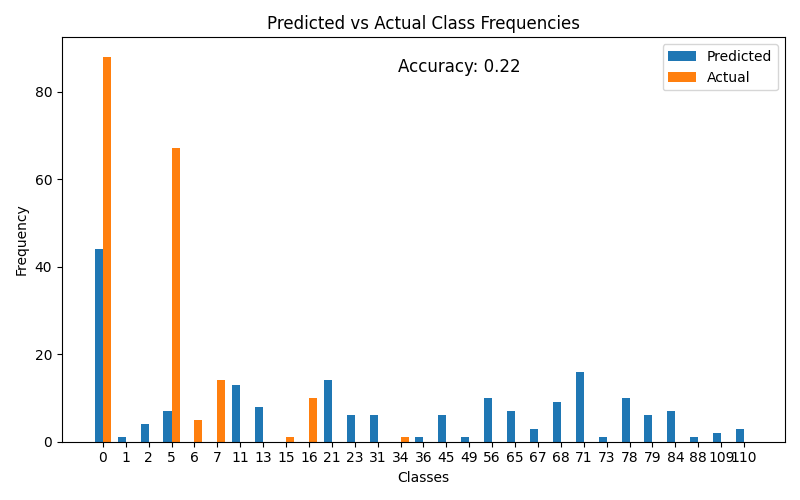 Predicted vs Actual Class Frequencies
Accuracy: 0.22
Predicted
Actual
Frequency
80
60
40
20
0
0 1 2 5 6 7 11 13 15 16 21 23 31 34 36 45 49 56 65 67 68 71 73 78 79 84 88 109 110
Classes